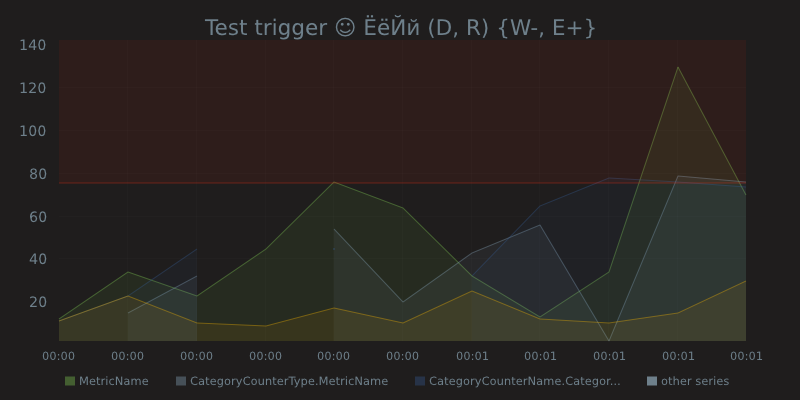 Test trigger ☺ ЁёЙй (D, R) {W-, E+}
140
120
100
80
60
40
20
00:00 00:00 00:00 00:00 00:00 00:00 00:01 00:01 00:01 00:01 00:01
MetricName CategoryCounterType.MetricName CategoryCounterName.Categor... other series